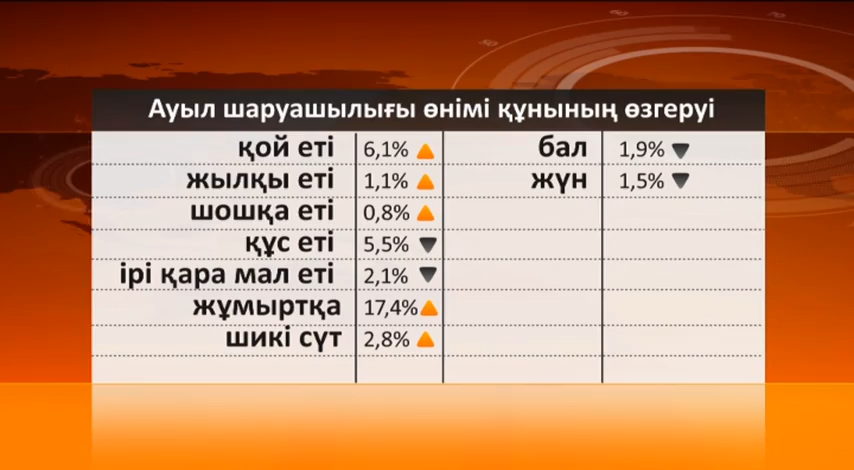 Ауыл шаруашылығы өнімі құнының өзгеруі
қой еті 6,1%
жылқы еті 1,1%
шошқа еті 0,8%
құс еті 5,5%
ірі қара мал еті 2,1%
жұмыртқа 17,4%
шикі сүт 2,8%
бал 1,9%
жүн 1,5%